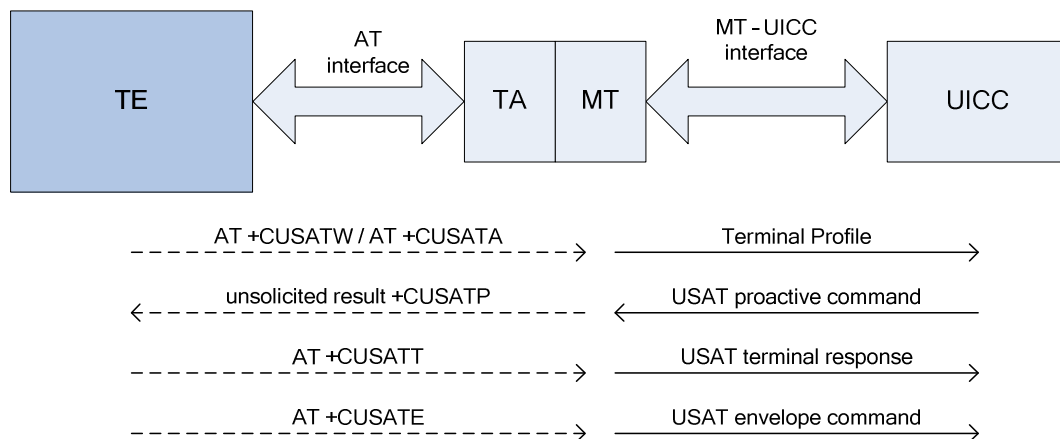 TE
AT
interface
TA
MT
MT - UICC
interface
UICC
AT +CUSATW / AT +CUSATA
Terminal Profile
unsolicited result +CUSATP
USAT proactive command
AT +CUSATT
USAT terminal response
AT +CUSATE
USAT envelope command